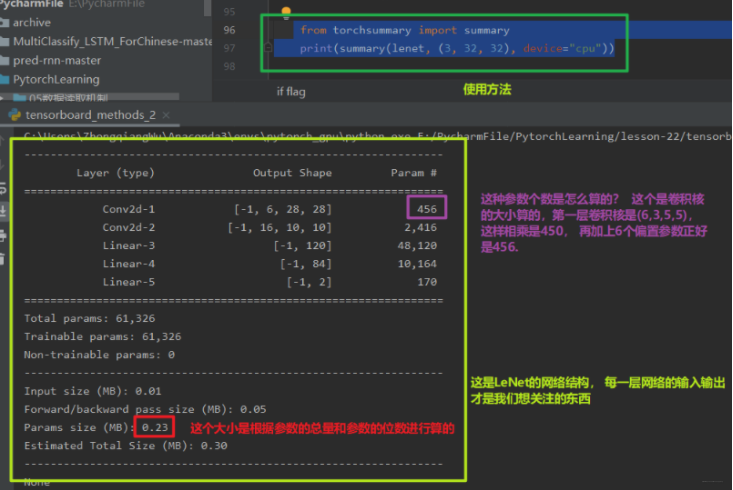 PycharmFile E:\PycharmFile
archive
MultiClassify_LSTM_ForChinese-maste
pred-rnn-master
PytorchLearning
05数据读取机制
95
96 from torchsummary import summary
97 print(summary(lenet, (3, 32, 32), device="cpu"))
98
if flag
使用方法
tensorboard_methods_2 ×
C:\Users\ZhongqiangWu\Anaconda3\envs\pytorch_gpu\python.exe E:/PycharmFile/PytorchLearning/lesson-22/tensorb
----------------------------------------------------------------
Layer (type) Output Shape Param #
================================================================
Conv2d-1 [-1, 6, 28, 28] 456
Conv2d-2 [-1, 16, 10, 10] 2,416
Linear-3 [-1, 120] 48,120
Linear-4 [-1, 84] 10,164
Linear-5 [-1, 2] 170
================================================================
这种参数个数是怎么算的? 这个是卷积核
的大小算的,第一层卷积核是(6,3,5,5),
这样相乘是450, 再加上6个偏置参数正好
是456.
Total params: 61,326
Trainable params: 61,326
Non-trainable params: 0
----------------------------------------------------------------
Input size (MB): 0.01
Forward/backward pass size (MB): 0.05
Params size (MB): 0.23 这个大小是根据参数的总量和参数的位数进行算的
Estimated Total Size (MB): 0.30
----------------------------------------------------------------
None
这是LeNet的网络结构, 每一层网络的输入输出
才是我们想关注的东西